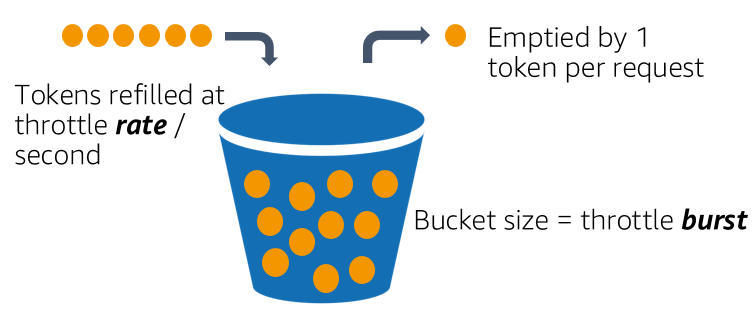 Tokens refilled at
throttle rate /
second
Emptied by 1
token per request
Bucket size = throttle burst